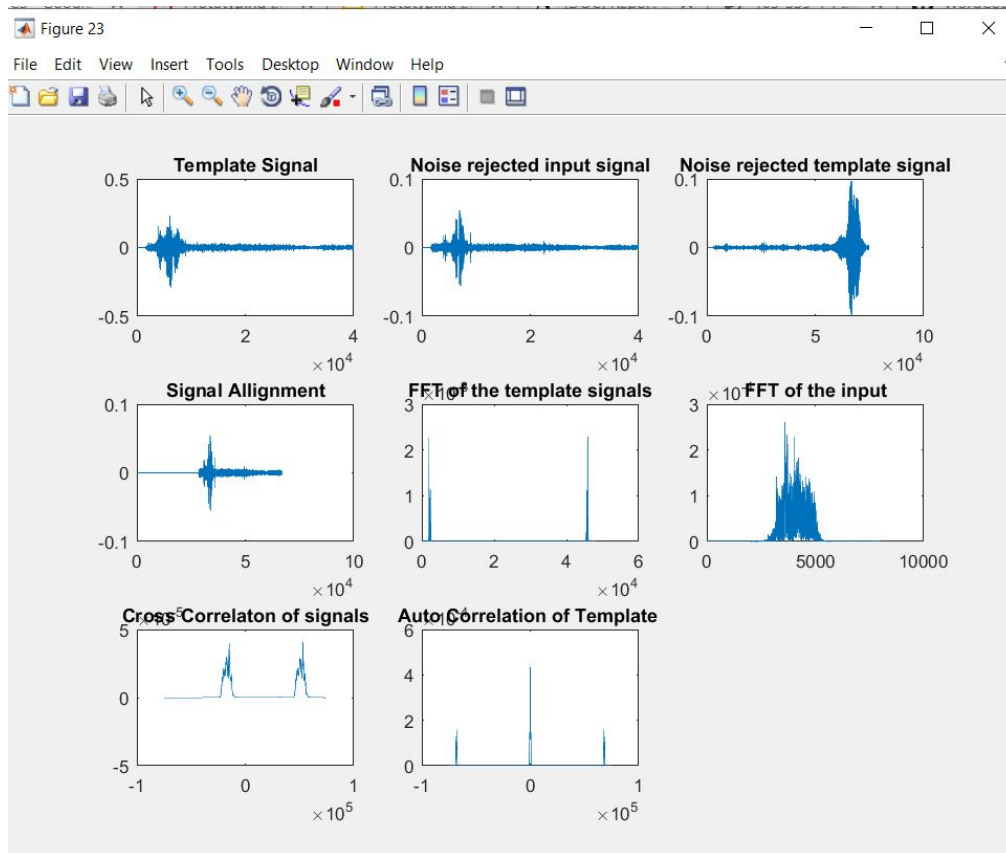 Figure 23
File Edit View Insert Tools Desktop Window Help
Template Signal
0.5
0
-0.5
0 2 4
×10^4
Noise rejected input signal
0.1
0
-0.1
0 2 4
×10^4
Noise rejected template signal
0.1
0
-0.1
0 5 10
×10^4
Signal Allignment
0.1
0
-0.1
0 5 10
×10^4
FFT of the template signals
3
2
1
0
0 2 4 6
×10^4
FFT of the input
3
2
1
0
0 5000 10000
Cross Correlaton of signals
×10^-5
5
0
-5
-1 0 1
×10^5
Auto Correlation of Template
×10^-4
6
4
2
0
-1 0 1
×10^5